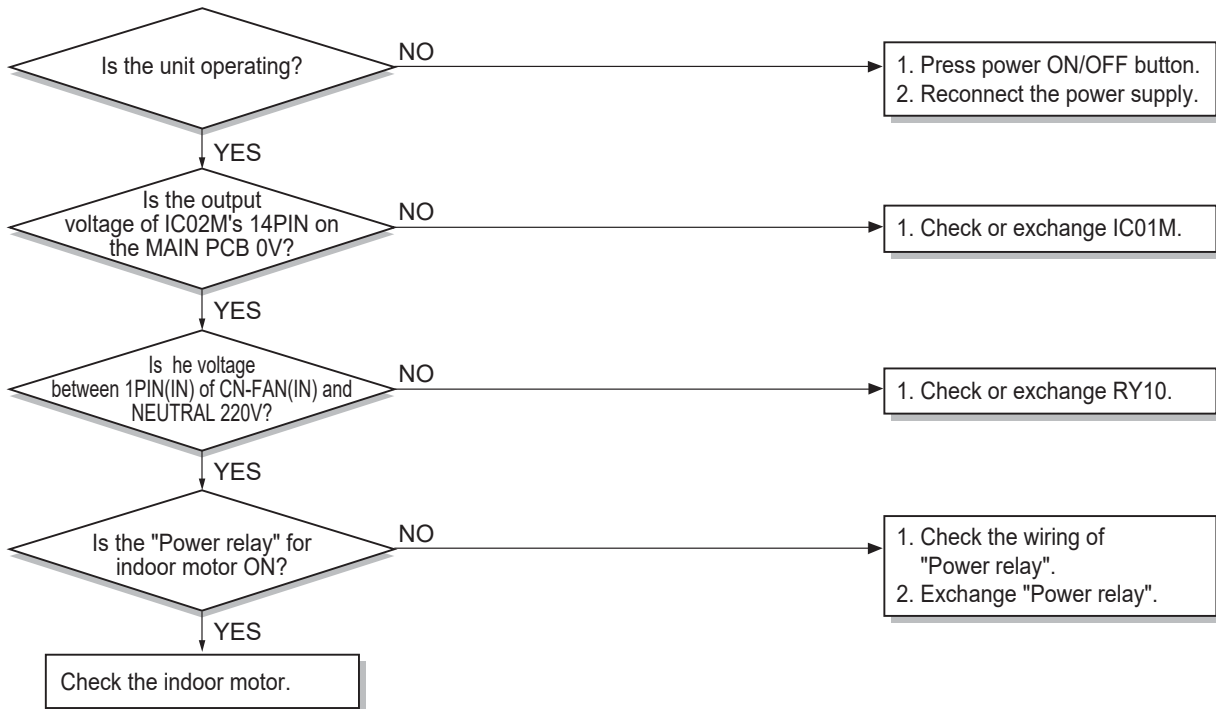 Is the unit operating?
NO
1. Press power ON/OFF button.
2. Reconnect the power supply.
YES
Is the output
voltage of IC02M's 14PIN on
the MAIN PCB 0V?
NO
1. Check or exchange IC01M.
YES
Is he voltage
between 1PIN(IN) of CN-FAN(IN) and
NEUTRAL 220V?
NO
1. Check or exchange RY10.
YES
Is the "Power relay" for
indoor motor ON?
NO
1. Check the wiring of
"Power relay".
2. Exchange "Power relay".
YES
Check the indoor motor.